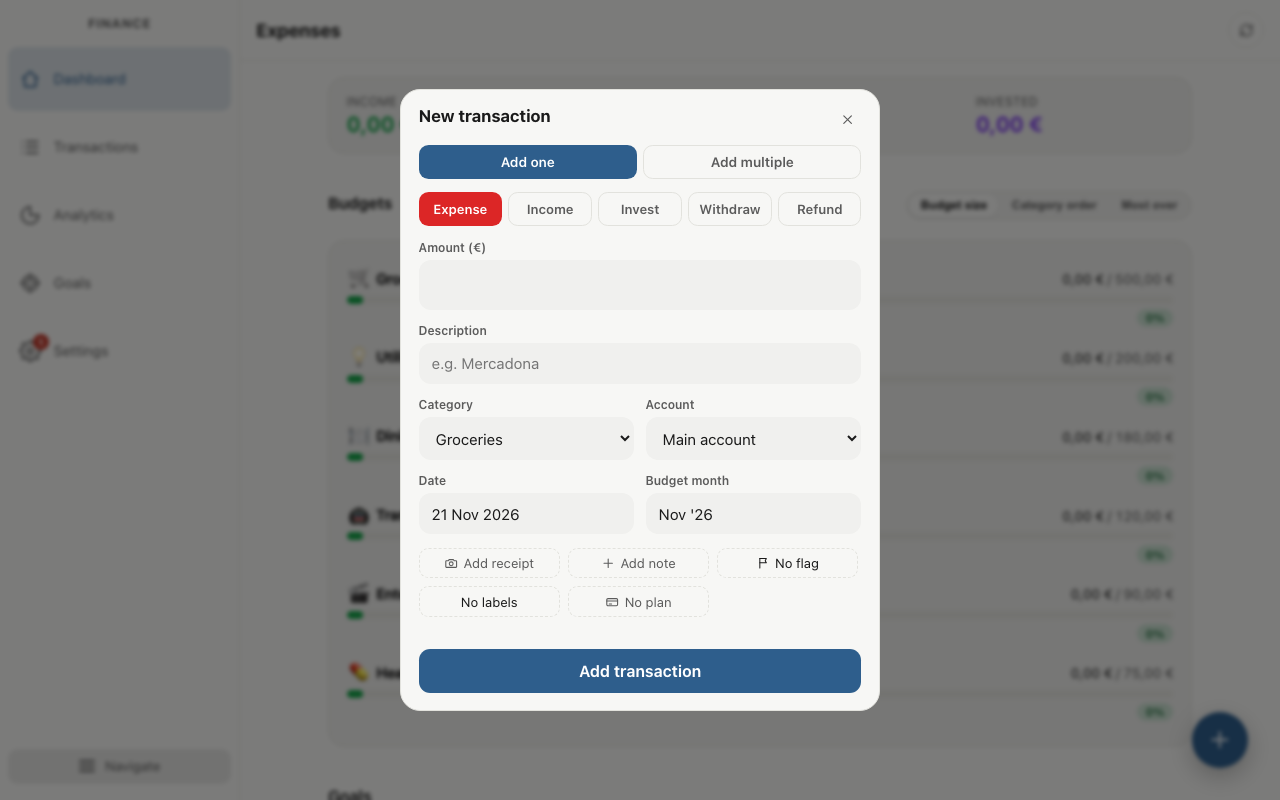 FINANCE
Expenses
Dashboard
INCOME
INVESTED
0,00
0,00 €
Transactions
Budgets
Budget size
Category order
Most over
Analytics
Goals
Settings
0,00 € / 500,00 €
0%
0,00 € / 200,00 €
0%
0,00 € / 180,00 €
0%
0,00 € / 120,00 €
0%
0,00 € / 90,00 €
0%
0,00 € / 75,00 €
0%
Navigate
Goals
New transaction
Add one
Add multiple
Expense
Income
Invest
Withdraw
Refund
Amount (€)
Description
e.g. Mercadona
Category
Account
Groceries
Main account
Date
Budget month
21 Nov 2026
Nov '26
Add receipt
Add note
No flag
No labels
No plan
Add transaction